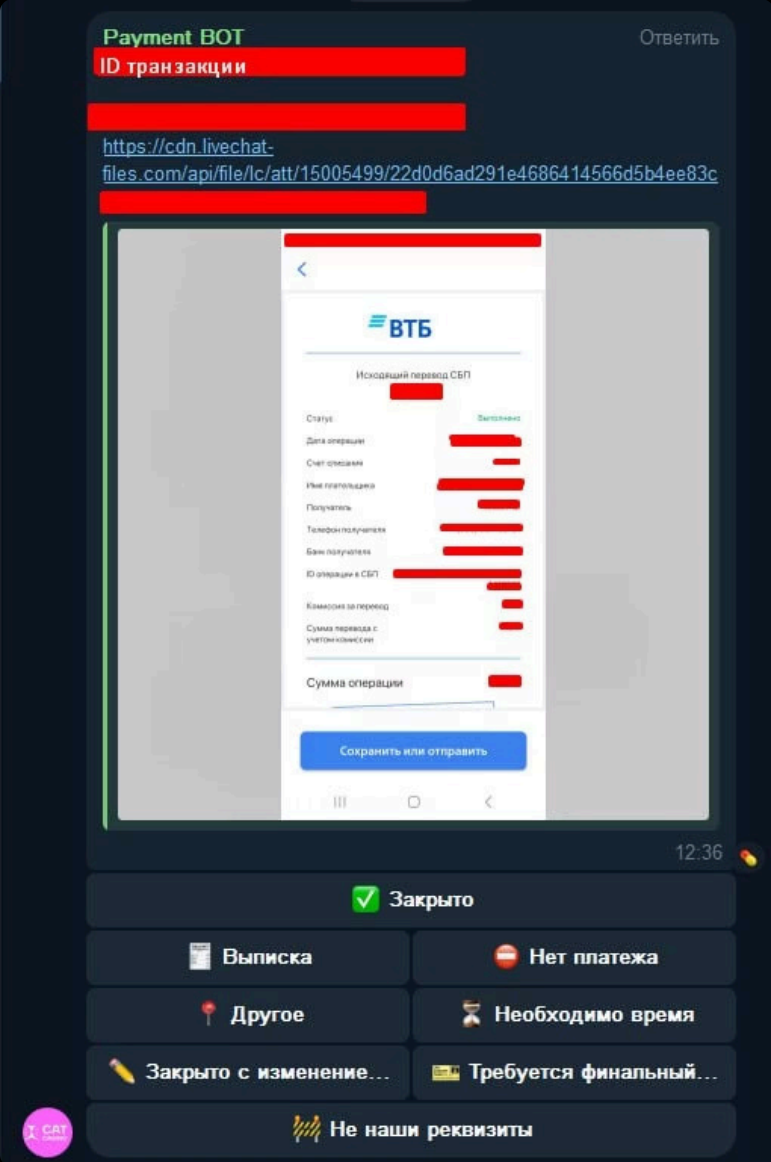 Payment BOT
Ответить
ID транзакции
https://cdn.livechat-
files.com/api/file/lc/att/15005499/22d0d6ad291e4686414566d5b4ee83c
ВТБ
Исходящий перевод СБП
Статус Выполнено
Дата операции
Счет списания
Имя плательщика
Получатель
Телефон получателя
Банк получателя
ID операции в СБП
Комиссия за перевод
Сумма перевода с
учетом комиссии
Сумма операции
Сохранить или отправить
12:36
Закрыто
Выписка
Нет платежа
Другое
Необходимо время
Закрыто с изменение...
Требуется финальный...
CAT
Не наши реквизиты